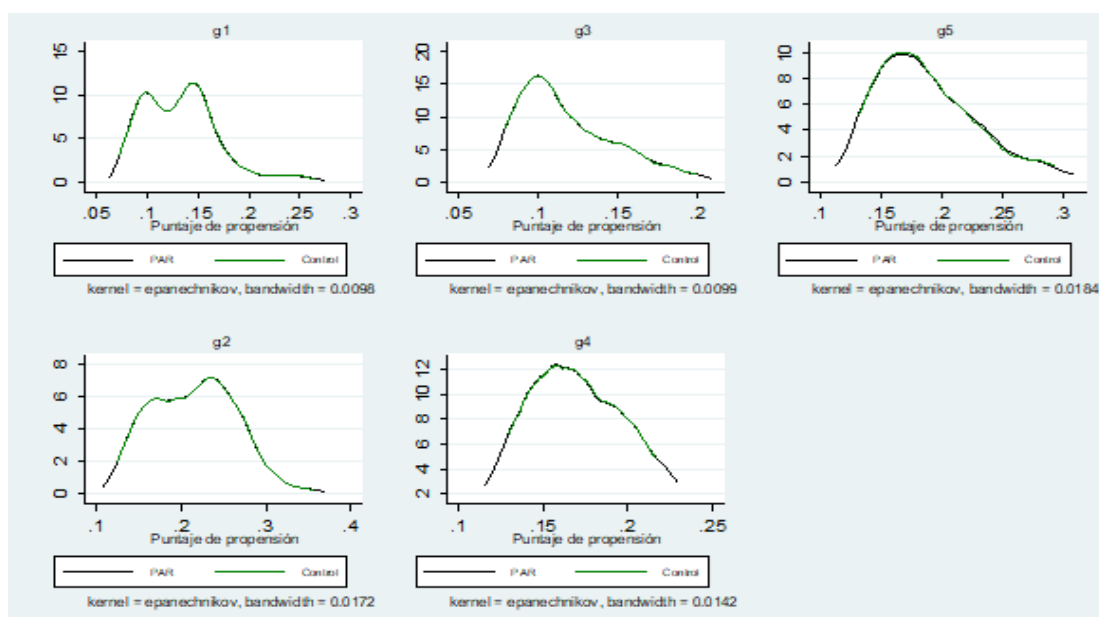 g1
15
10
5
0
.05 .1 .15 .2 .25 .3
Puntaje de propensión
PAR Control
kernel = epanechnikov, bandwidth = 0.0098
g3
20
15
10
5
0
.05 .1 .15 .2
Puntaje de propensión
PAR Control
kernel = epanechnikov, bandwidth = 0.0099
g5
10
8
6
4
2
0
.1 .15 .2 .25 .3
Puntaje de propensión
PAR Control
kernel = epanechnikov, bandwidth = 0.0184
g2
8
6
4
2
0
.1 .2 .3 .4
Puntaje de propensión
PAR Control
kernel = epanechnikov, bandwidth = 0.0172
g4
12
10
8
6
4
2
.1 .15 .2 .25
Puntaje de propensión
PAR Control
kernel = epanechnikov, bandwidth = 0.0142